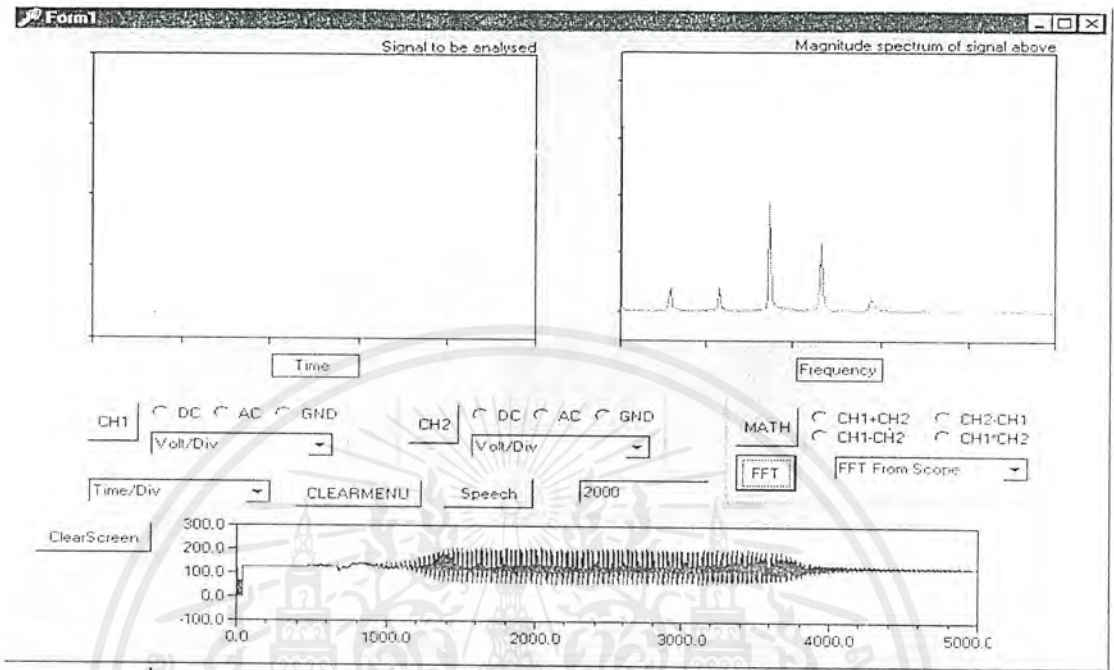 Form1
Signal to be analysed
Magnitude spectrum of signal above
Time
Frequency
CH1
DC AC GND
Volt/Div
CH2
DC AC GND
Volt/Div
MATH
CH1+CH2 CH2-CH1
CH1-CH2 CH1*CH2
FFT
FFT From Scope
Time/Div
CLEARMENU
Speech
2000
ClearScreen
300.0
200.0
100.0
0.0
-100.0
0.0 1000.0 2000.0 3000.0 4000.0 5000.0